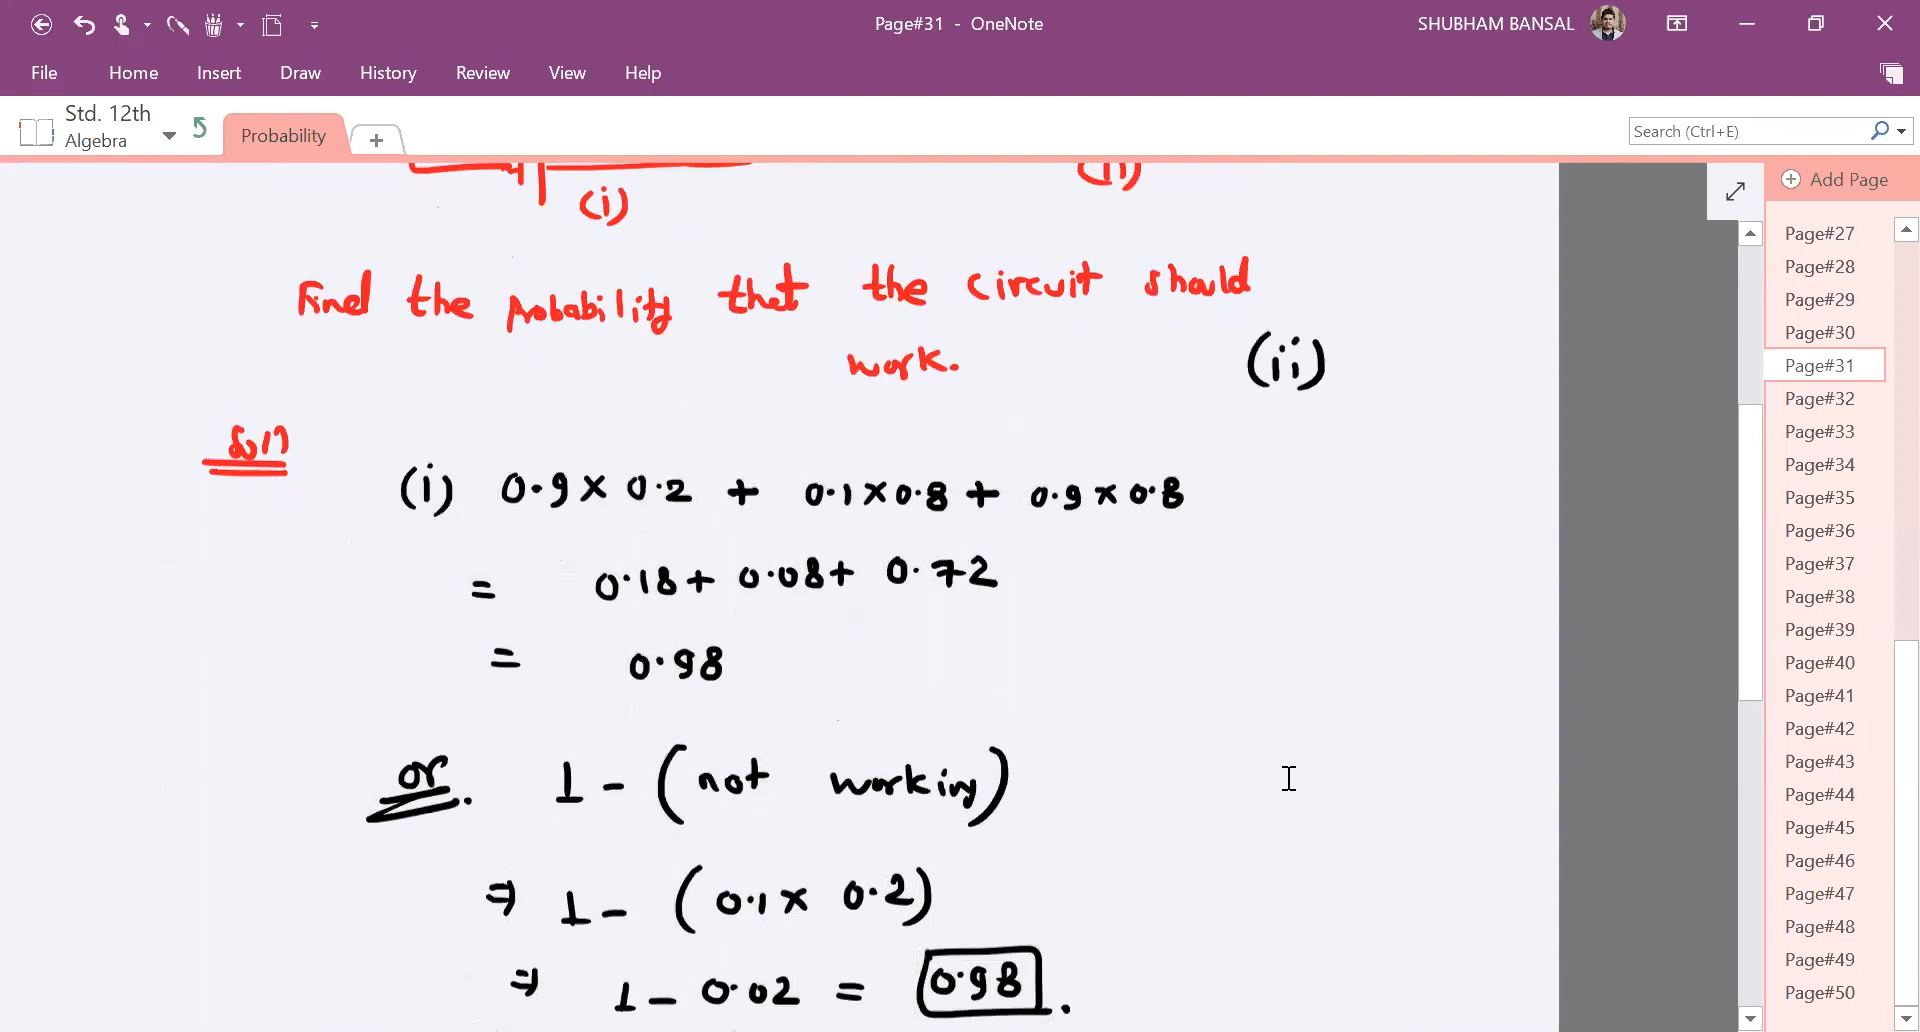 Page#31 - OneNote
SHUBHAM BANSAL
File Home Insert Draw History Review View Help
Std. 12th
Algebra
Probability
Search (Ctrl+E)
Add Page
(i) (ii)
Find the probability that the circuit should
work.
(ii)
Soln
(i) 0.9 × 0.2 + 0.1 × 0.8 + 0.9 × 0.8
= 0.18 + 0.08 + 0.72
= 0.98
or. 1 - (not working)
⇒ 1 - (0.1 × 0.2)
⇒ 1 - 0.02 = 0.98.
Page#27
Page#28
Page#29
Page#30
Page#31
Page#32
Page#33
Page#34
Page#35
Page#36
Page#37
Page#38
Page#39
Page#40
Page#41
Page#42
Page#43
Page#44
Page#45
Page#46
Page#47
Page#48
Page#49
Page#50